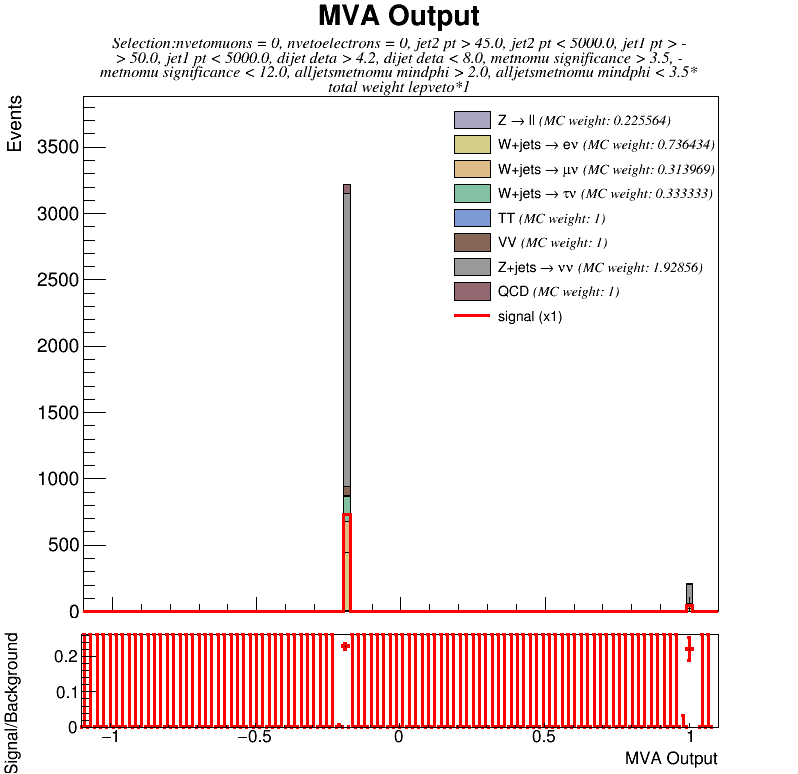 MVA Output
Selection:nvetomuons = 0, nvetoelectrons = 0, jet2 pt > 45.0, jet2 pt < 5000.0, jet1 pt > -
> 50.0, jet1 pt < 5000.0, dijet deta > 4.2, dijet deta < 8.0, metnomu significance > 3.5, -
metnomu significance < 12.0, alljetsmetnomu mindphi > 2.0, alljetsmetnomu mindphi < 3.5*
total weight lepveto*1
Events
3500
3000
2500
2000
1500
1000
500
0
Z → ll (MC weight: 0.225564)
W+jets → eν (MC weight: 0.736434)
W+jets → μν (MC weight: 0.313969)
W+jets → τν (MC weight: 0.333333)
TT (MC weight: 1)
VV (MC weight: 1)
Z+jets → νν (MC weight: 1.92856)
QCD (MC weight: 1)
signal (x1)
Signal/Background
0.2
0.1
0
−1 −0.5 0 0.5 1
MVA Output